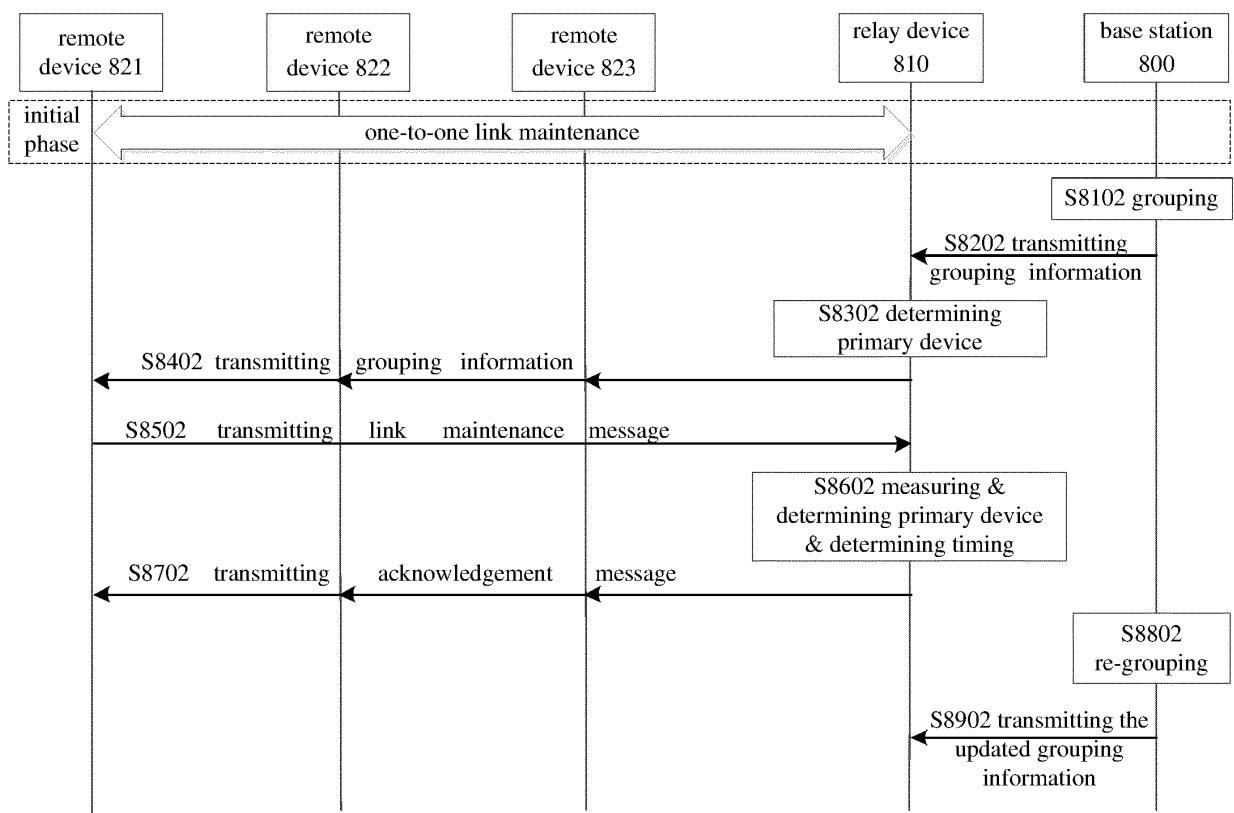 remote
device 821
remote
device 822
remote
device 823
relay device
810
base station
800
initial
phase
one-to-one link maintenance
S8102 grouping
S8202 transmitting
grouping information
S8302 determining
primary device
S8402 transmitting grouping information
S8502 transmitting link maintenance message
S8602 measuring &
determining primary device
& determining timing
S8702 transmitting acknowledgement message
S8802
re-grouping
S8902 transmitting the
updated grouping
information